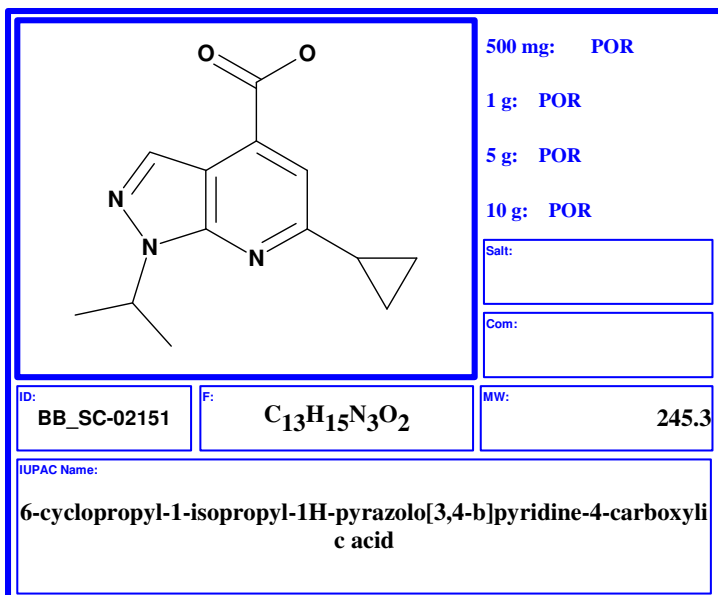 O O
500 mg: POR
1 g: POR
5 g: POR
N
10 g: POR
N N
Salt:
Com:
ID: BB_SC-02151
F: C13H15N3O2
MW: 245.3
IUPAC Name:
6-cyclopropyl-1-isopropyl-1H-pyrazolo[3,4-b]pyridine-4-carboxyli
c acid